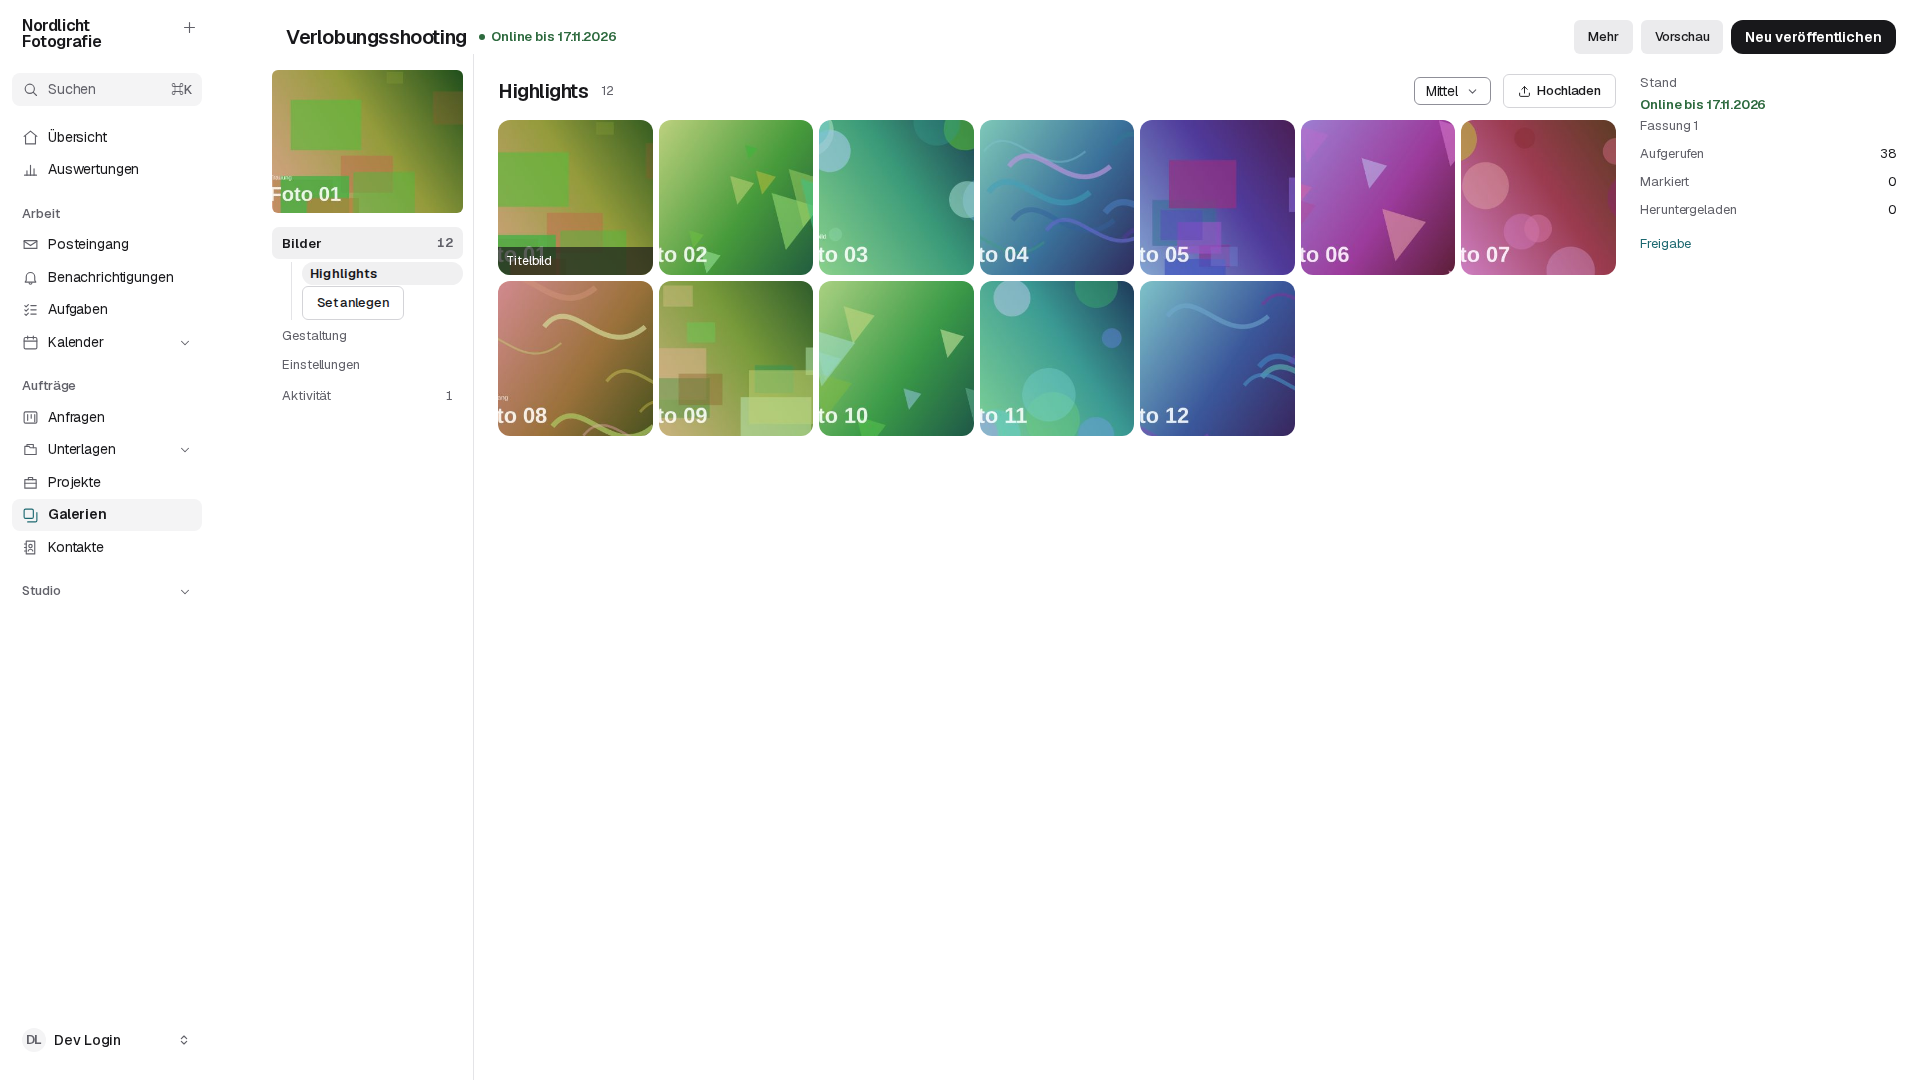 Nordlicht
Fotografie
Suchen ⌘K
Übersicht
Auswertungen
Arbeit
Posteingang
Benachrichtigungen
Aufgaben
Kalender
Aufträge
Anfragen
Unterlagen
Projekte
Galerien
Kontakte
Studio
DL Dev Login
Verlobungsshooting Online bis 17.11.2026
Mehr Vorschau Neu veröffentlichen
Foto 01
Bilder 12
Highlights
Set anlegen
Gestaltung
Einstellungen
Aktivität 1
Highlights 12
Mittel Hochladen
to 01 to 02 to 03 to 04 to 05 to 06 to 07
Titelbild
to 08 to 09 to 10 to 11 to 12
Stand
Online bis 17.11.2026
Fassung 1
Aufgerufen 38
Markiert 0
Heruntergeladen 0
Freigabe